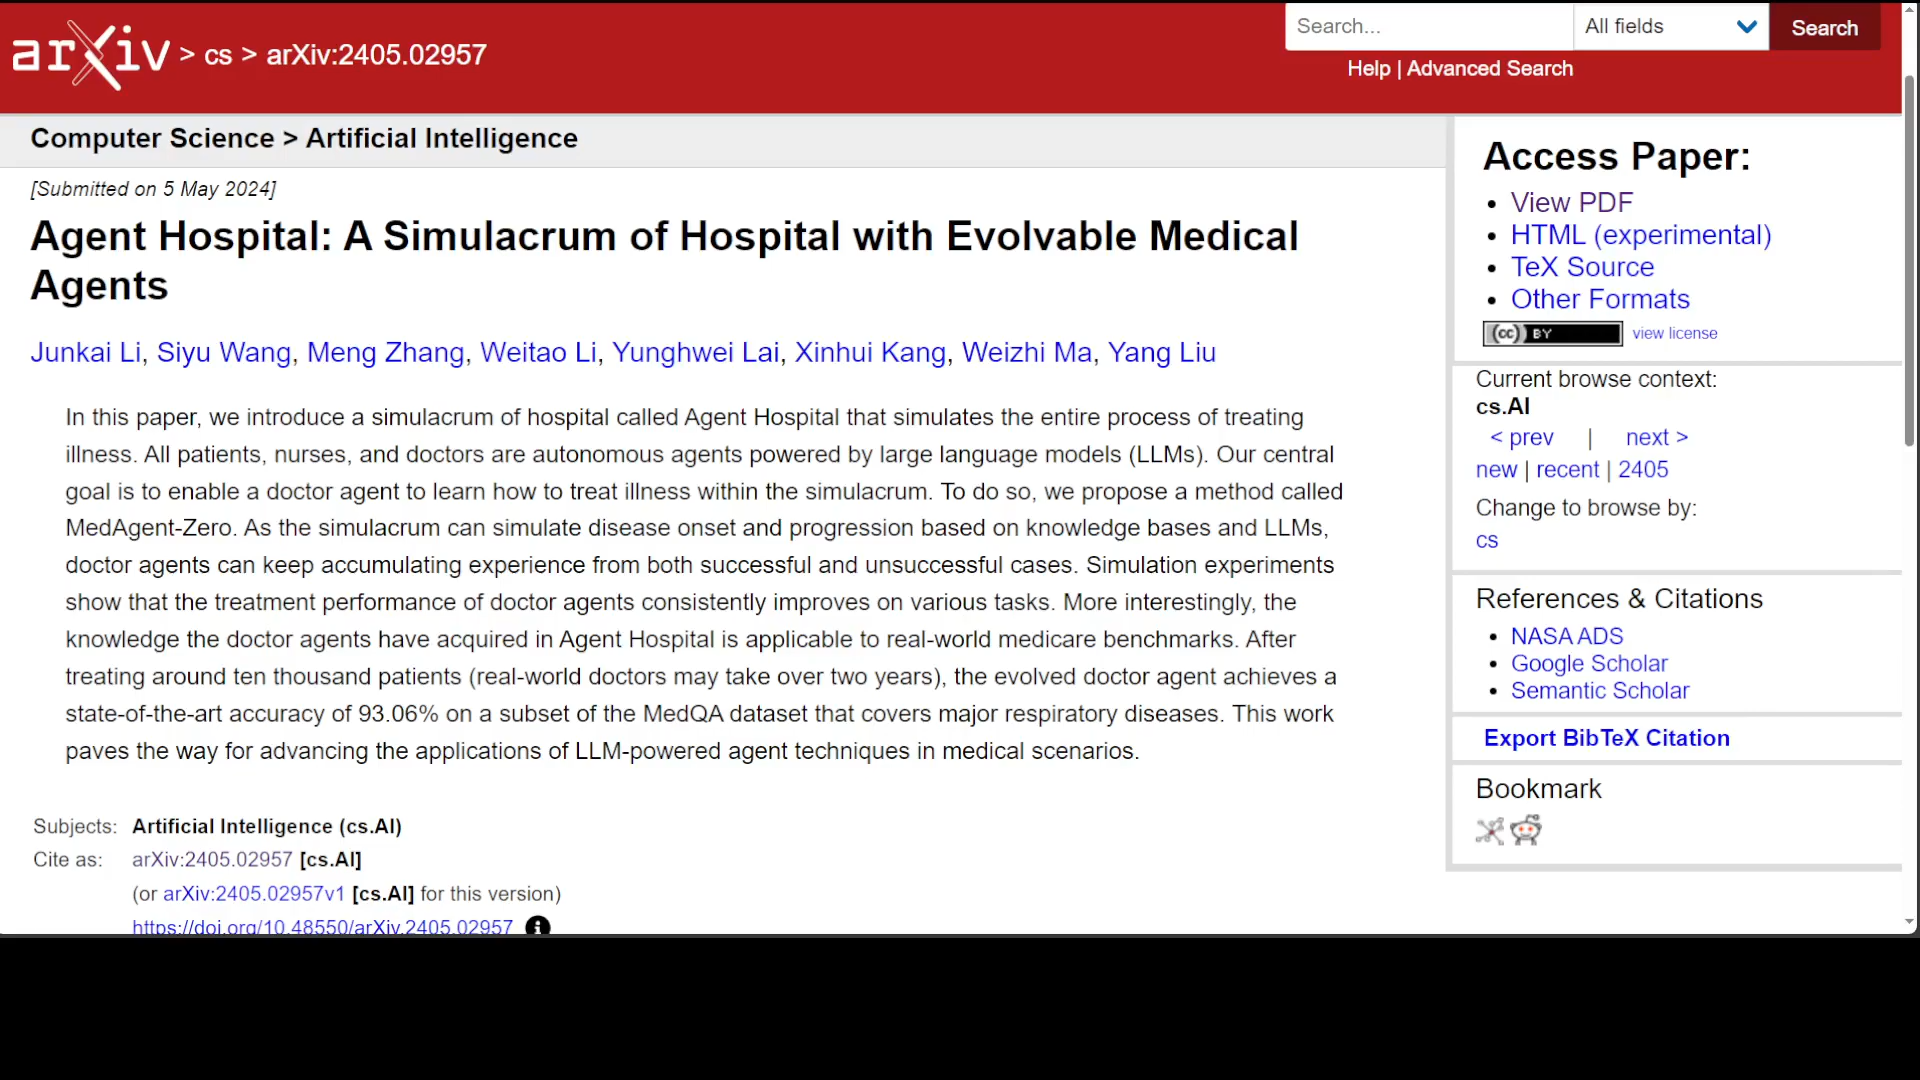 arXiv > cs > arXiv:2405.02957
Search...
All fields
Search
Help | Advanced Search
Computer Science > Artificial Intelligence
[Submitted on 5 May 2024]
Agent Hospital: A Simulacrum of Hospital with Evolvable Medical
Agents
Junkai Li, Siyu Wang, Meng Zhang, Weitao Li, Yunghwei Lai, Xinhui Kang, Weizhi Ma, Yang Liu
In this paper, we introduce a simulacrum of hospital called Agent Hospital that simulates the entire process of treating
illness. All patients, nurses, and doctors are autonomous agents powered by large language models (LLMs). Our central
goal is to enable a doctor agent to learn how to treat illness within the simulacrum. To do so, we propose a method called
MedAgent-Zero. As the simulacrum can simulate disease onset and progression based on knowledge bases and LLMs,
doctor agents can keep accumulating experience from both successful and unsuccessful cases. Simulation experiments
show that the treatment performance of doctor agents consistently improves on various tasks. More interestingly, the
knowledge the doctor agents have acquired in Agent Hospital is applicable to real-world medicare benchmarks. After
treating around ten thousand patients (real-world doctors may take over two years), the evolved doctor agent achieves a
state-of-the-art accuracy of 93.06% on a subset of the MedQA dataset that covers major respiratory diseases. This work
paves the way for advancing the applications of LLM-powered agent techniques in medical scenarios.
Subjects: Artificial Intelligence (cs.AI)
Cite as: arXiv:2405.02957 [cs.AI]
(or arXiv:2405.02957v1 [cs.AI] for this version)
https://doi.org/10.48550/arXiv.2405.02957
Access Paper:
View PDF
HTML (experimental)
TeX Source
Other Formats
(cc) BY view license
Current browse context:
cs.AI
< prev | next >
new | recent | 2405
Change to browse by:
cs
References & Citations
NASA ADS
Google Scholar
Semantic Scholar
Export BibTeX Citation
Bookmark